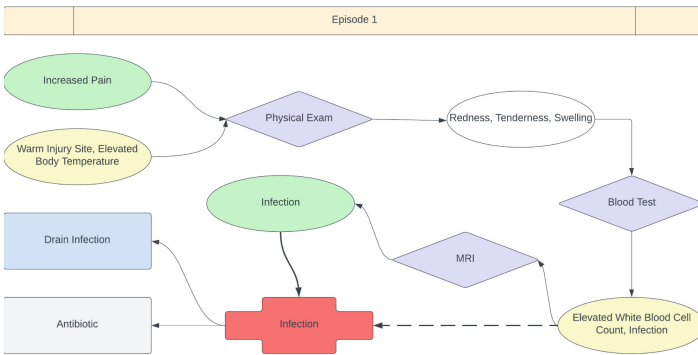 Episode 1
Increased Pain
Physical Exam
Redness, Tenderness, Swelling
Warm Injury Site, Elevated
Body Temperature
Infection
Blood Test
Drain Infection
MRI
Antibiotic
Infection
Elevated White Blood Cell
Count, Infection